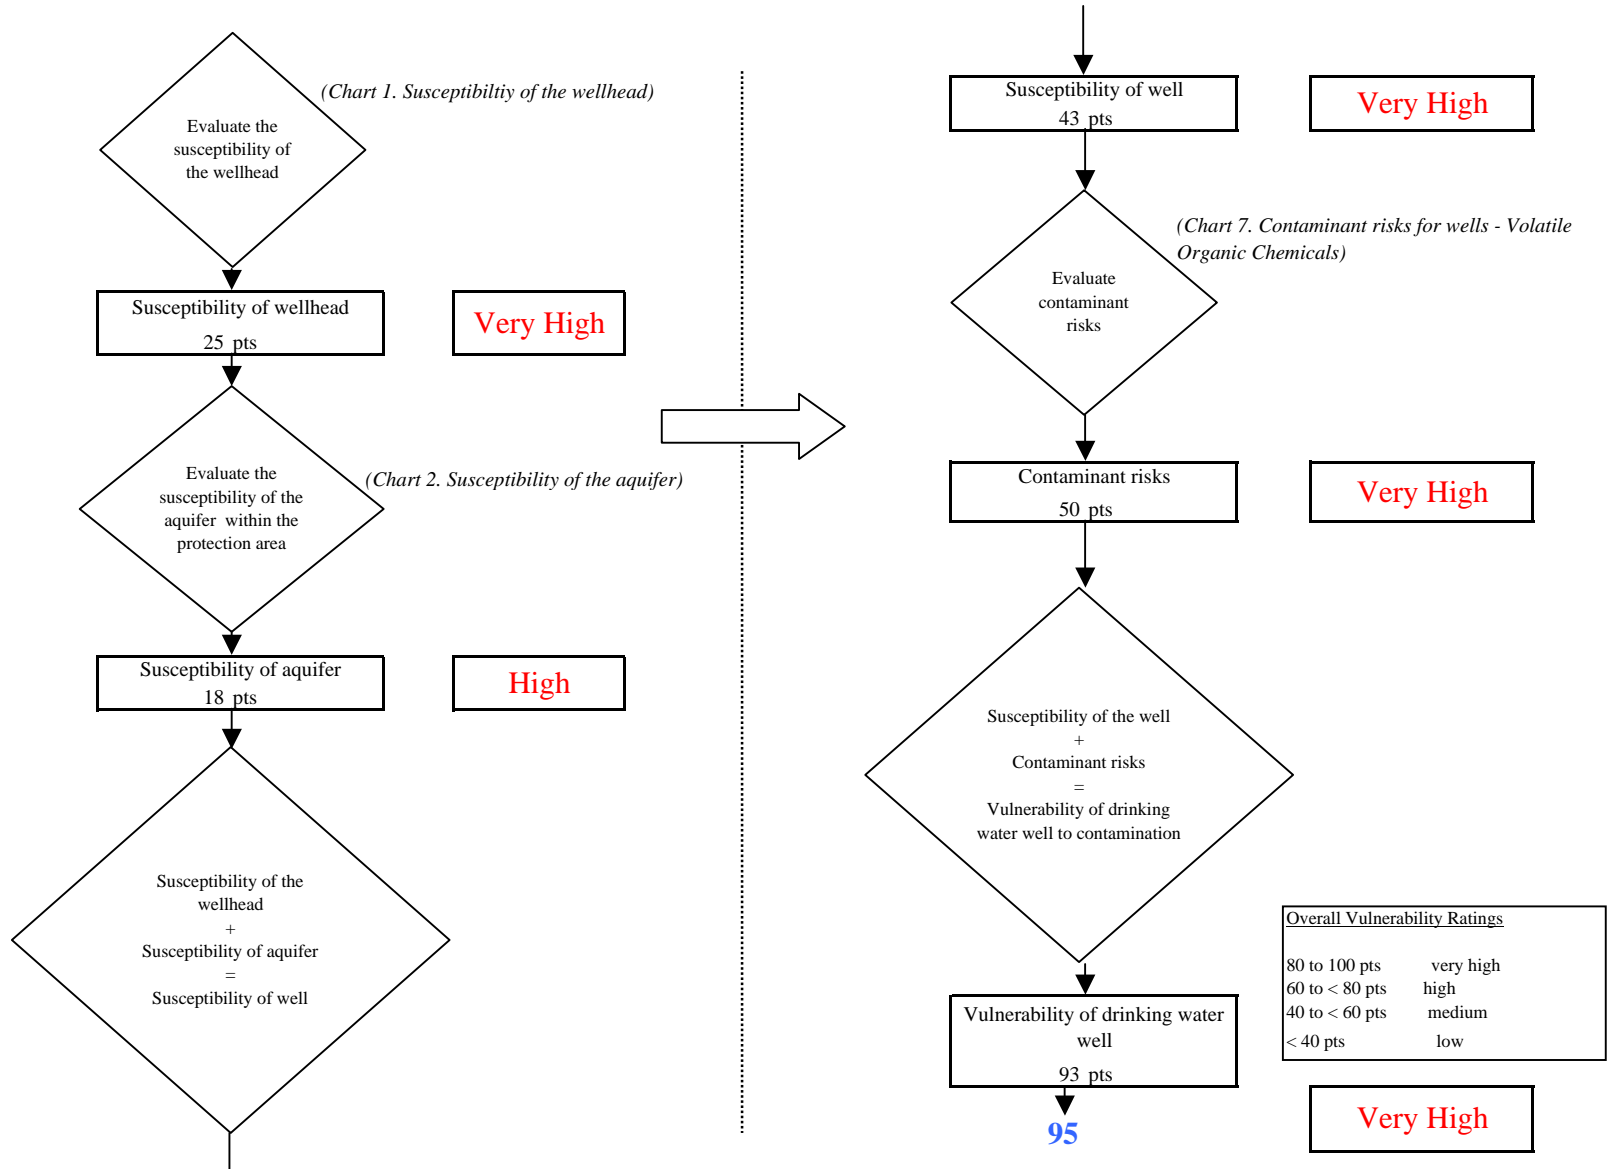 (Chart 1. Susceptibiltiy of the wellhead)
Evaluate the
susceptibility of
the wellhead
Susceptibility of wellhead
25 pts
Very High
Evaluate the
susceptibility of the
aquifer within the
protection area
(Chart 2. Susceptibility of the aquifer)
Susceptibility of aquifer
18 pts
High
Susceptibility of the
wellhead
+
Susceptibility of aquifer
=
Susceptibility of well
Susceptibility of well
43 pts
Very High
(Chart 7. Contaminant risks for wells - Volatile
Organic Chemicals)
Evaluate
contaminant
risks
Contaminant risks
50 pts
Very High
Susceptibility of the well
+
Contaminant risks
=
Vulnerability of drinking
water well to contamination
Overall Vulnerability Ratings
80 to 100 pts very high
60 to < 80 pts high
40 to < 60 pts medium
< 40 pts low
Vulnerability of drinking water
well
93 pts
95
Very High